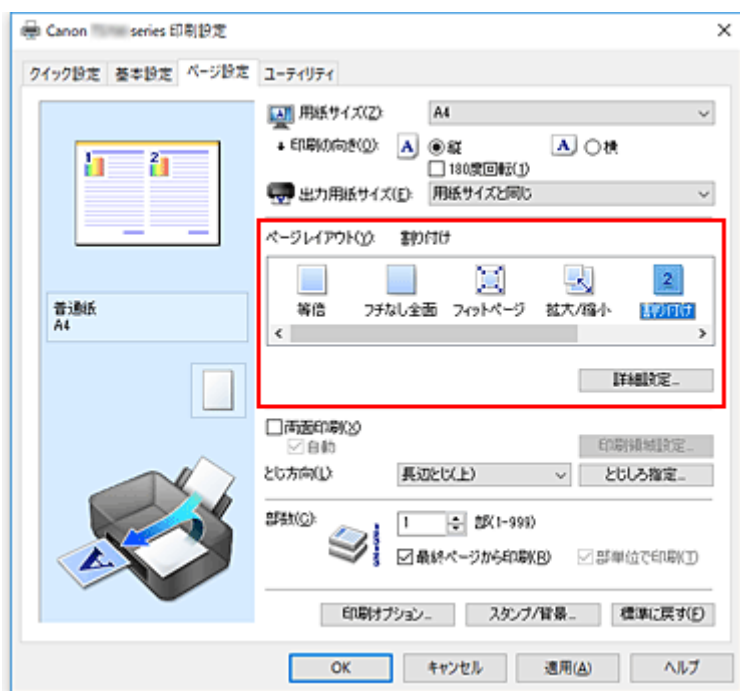 Canon series 印刷設定
クイック設定 基本設定 ページ設定 ユーティリティ
1 2
普通紙
A4
用紙サイズ(Z): A4
印刷の向き(O): A 縦 A 横
180度回転(J)
出力用紙サイズ(E): 用紙サイズと同じ
ページレイアウト(Y): 割り付け
2
等倍 フチなし全面 フィットページ 拡大/縮小 割り付け
詳細設定...
両面印刷(X)
自動 印刷領域設定...
とじ方向(L): 長辺とじ(上) とじしろ指定...
部数(C): 1 部(1-999)
最終ページから印刷(R) 部単位で印刷(T)
A
印刷オプション... スタンプ/背景... 標準に戻す(F)
OK キャンセル 適用(A) ヘルプ